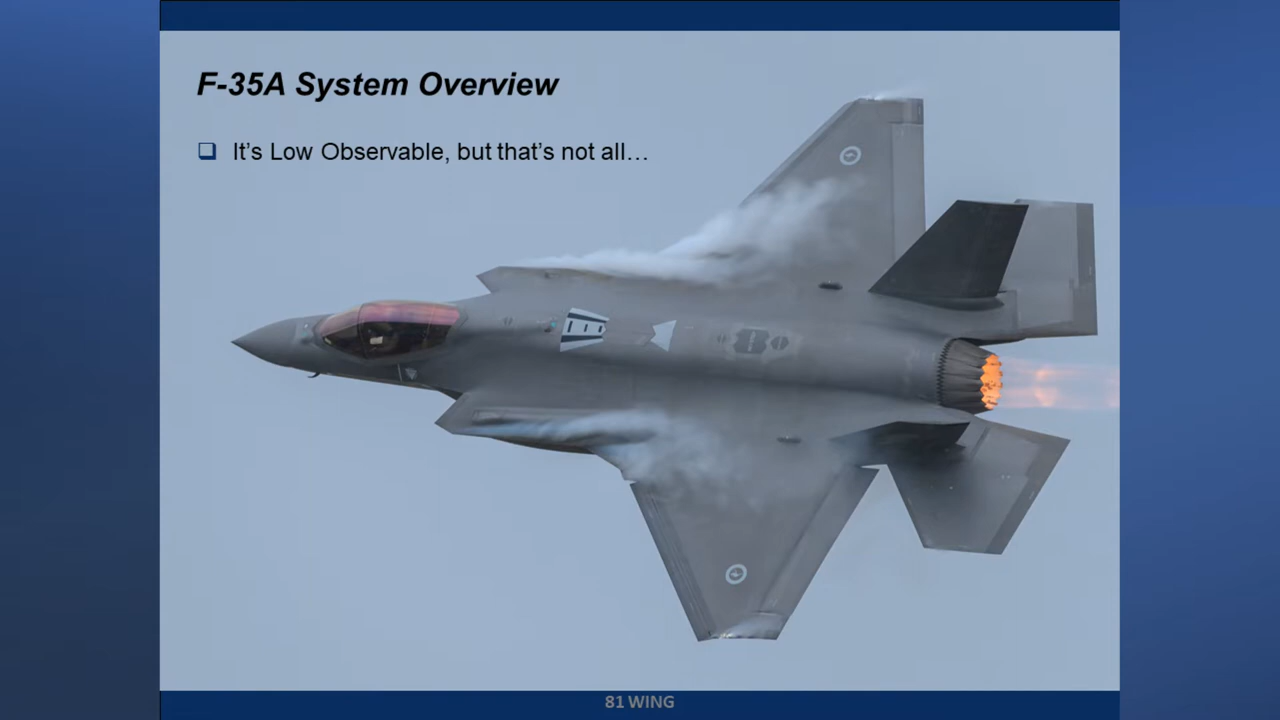 F-35A System Overview
It's Low Observable, but that's not all…
81 WING